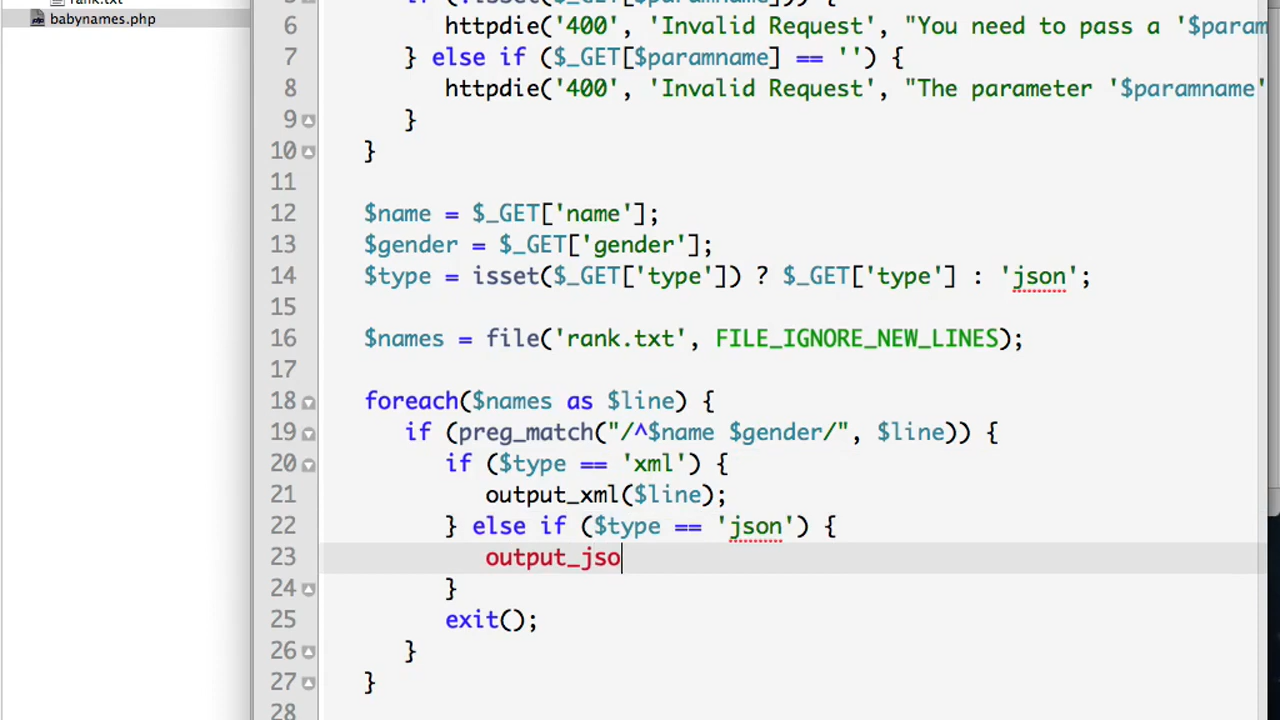 rank.txt
babynames.php
6 httpdie('400', 'Invalid Request', "You need to pass a '$param
7 } else if ($_GET[$paramname] == '') {
8 httpdie('400', 'Invalid Request', "The parameter '$paramname'
9 }
10 }
11
12 $name = $_GET['name'];
13 $gender = $_GET['gender'];
14 $type = isset($_GET['type']) ? $_GET['type'] : 'json';
15
16 $names = file('rank.txt', FILE_IGNORE_NEW_LINES);
17
18 foreach($names as $line) {
19 if (preg_match("/^$name $gender/", $line)) {
20 if ($type == 'xml') {
21 output_xml($line);
22 } else if ($type == 'json') {
23 output_jso
24 }
25 exit();
26 }
27 }
28